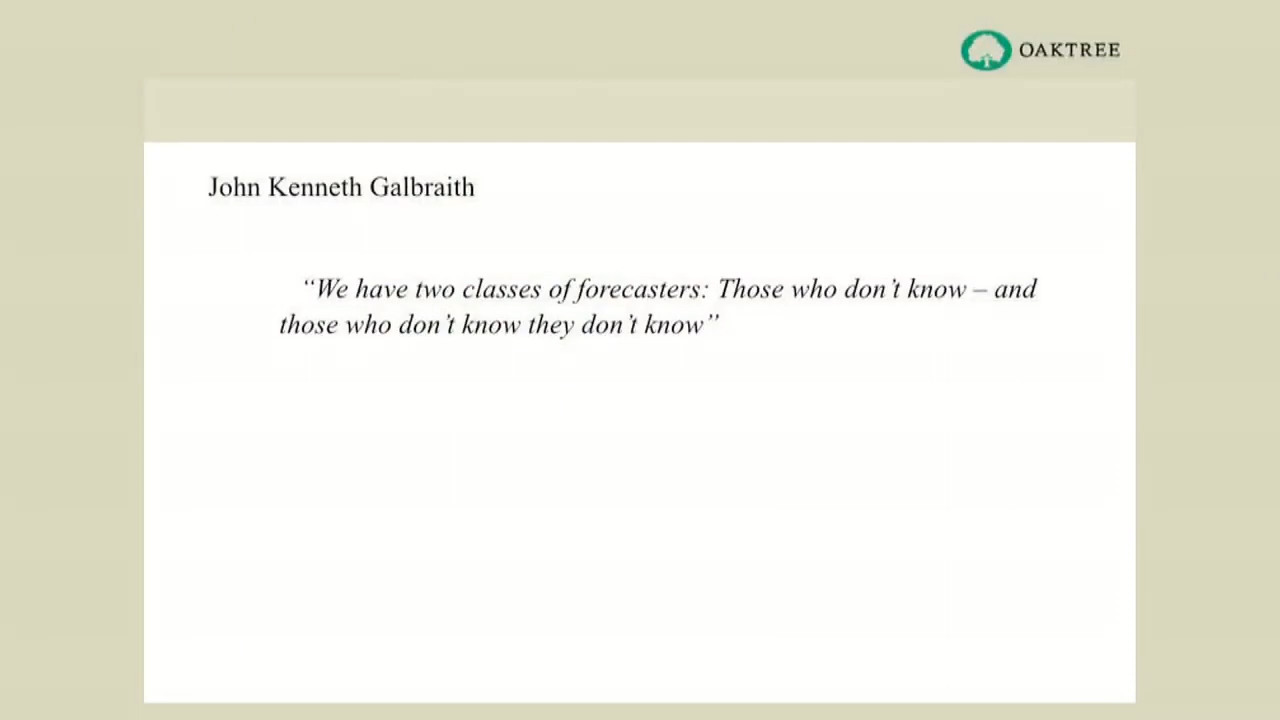 OAKTREE
John Kenneth Galbraith
“We have two classes of forecasters: Those who don’t know – and
those who don’t know they don’t know”